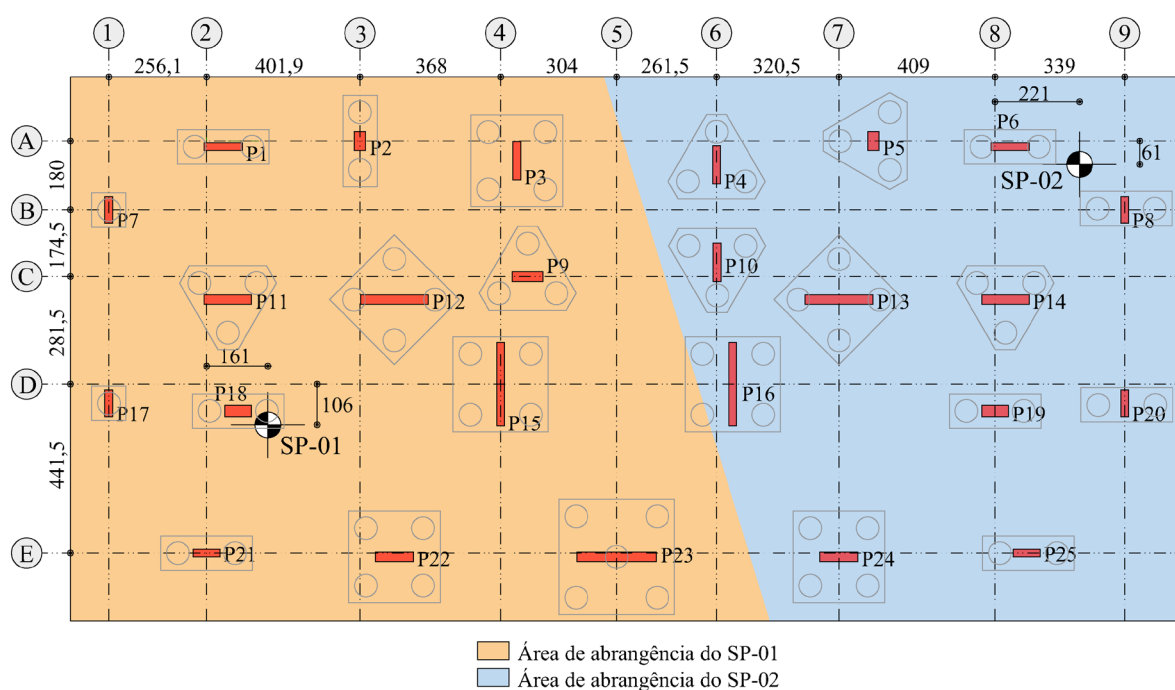 1 2 3 4 5 6 7 8 9
256,1 401,9 368 304 261,5 320,5 409 339
221
A
P1 P2 P3 P4 P5 P6
61
180
SP-02
B
P7 P8
174,5
C
P9 P10
P11 P12 P13 P14
281,5
161
D
P17 P18 106 P15 P16 P19 P20
SP-01
441,5
E
P21 P22 P23 P24 P25
Área de abrangência do SP-01
Área de abrangência do SP-02